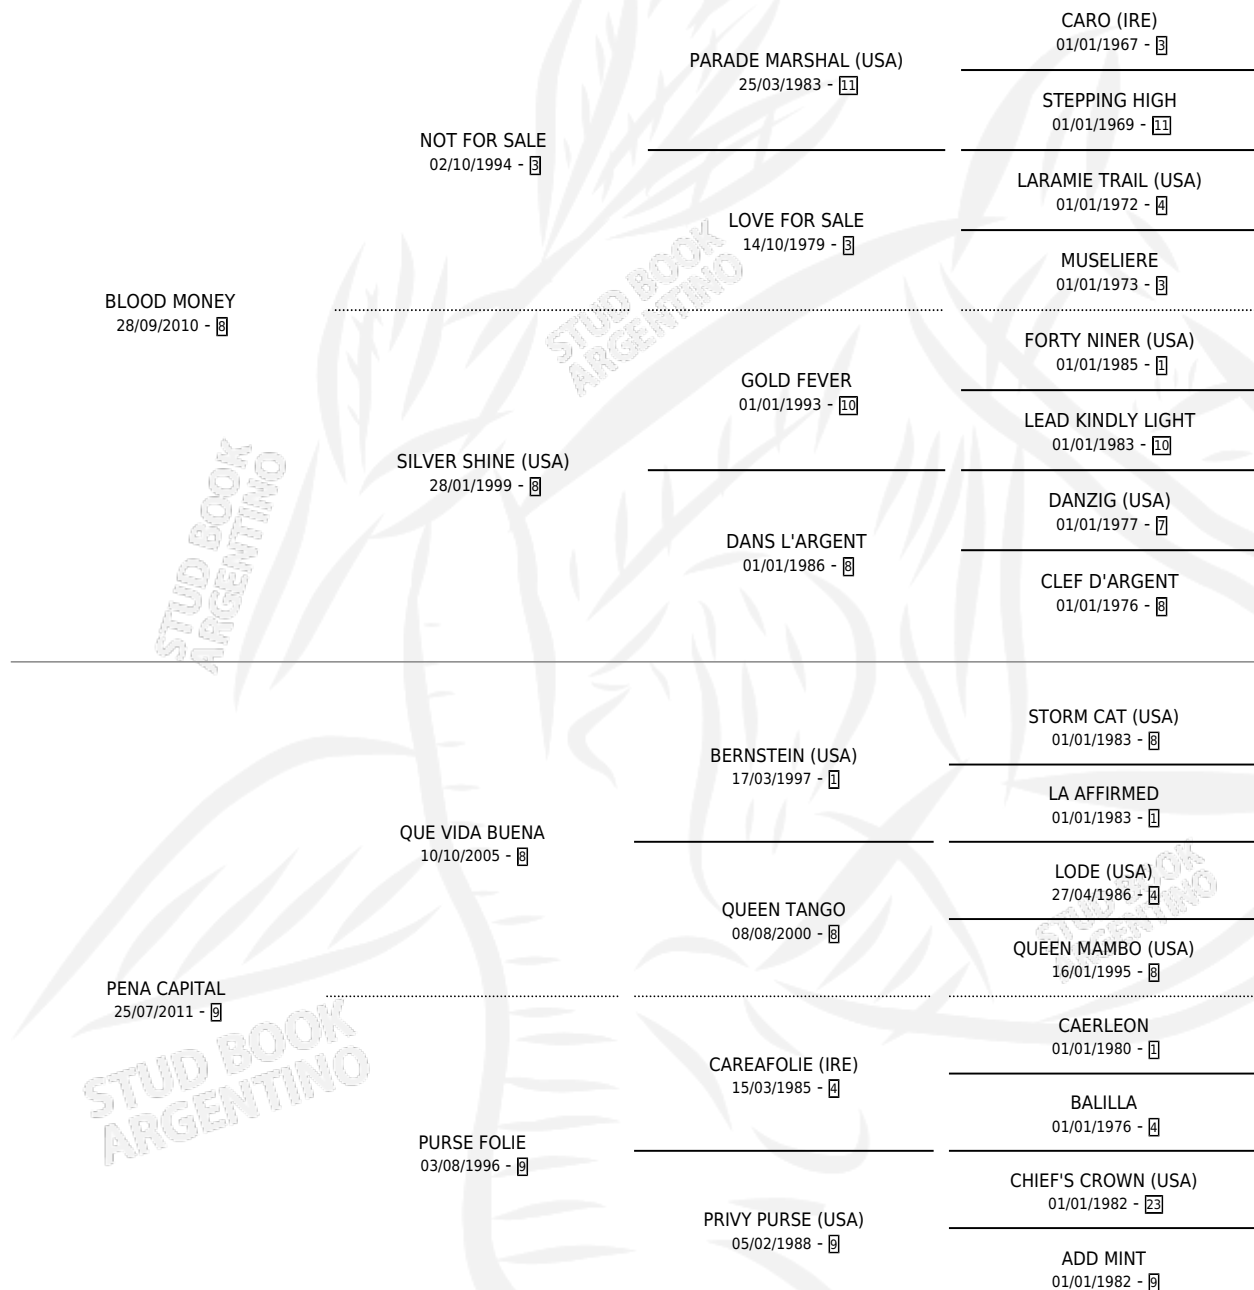 CARO (IRE)
01/01/1967 - 3
PARADE MARSHAL (USA)
25/03/1983 - 11
STEPPING HIGH
01/01/1969 - 11
NOT FOR SALE
02/10/1994 - 3
LARAMIE TRAIL (USA)
01/01/1972 - 4
LOVE FOR SALE
14/10/1979 - 3
MUSELIERE
01/01/1973 - 3
BLOOD MONEY
28/09/2010 - 8
STUD BOOK
ARGENTINO
FORTY NINER (USA)
01/01/1985 - 1
GOLD FEVER
01/01/1993 - 10
LEAD KINDLY LIGHT
01/01/1983 - 10
SILVER SHINE (USA)
28/01/1999 - 8
DANZIG (USA)
01/01/1977 - 7
DANS L'ARGENT
01/01/1986 - 8
CLEF D'ARGENT
01/01/1976 - 8
STUD BOOK
ARGENTINO
STORM CAT (USA)
01/01/1983 - 8
BERNSTEIN (USA)
17/03/1997 - 1
LA AFFIRMED
01/01/1983 - 1
QUE VIDA BUENA
10/10/2005 - 8
LODE (USA)
27/04/1986 - 4
QUEEN TANGO
08/08/2000 - 8
STUD BOOK
ARGENTINO
QUEEN MAMBO (USA)
16/01/1995 - 8
PENA CAPITAL
25/07/2011 - 9
STUD BOOK
ARGENTINO
CAERLEON
01/01/1980 - 1
CAREAFOLIE (IRE)
15/03/1985 - 4
BALILLA
01/01/1976 - 4
PURSE FOLIE
03/08/1996 - 9
CHIEF'S CROWN (USA)
01/01/1982 - 23
PRIVY PURSE (USA)
05/02/1988 - 9
ADD MINT
01/01/1982 - 9